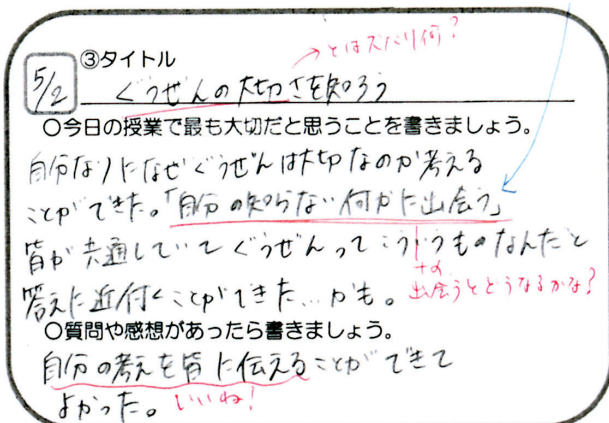 →とはズバリ何?
5/2 ③タイトル
ぐうぜんの大切さを知ろう
○今日の授業で最も大切だと思うことを書きましょう。
自分なりになぜぐうぜんは大切なのか考える
ことができた。「自分の知らない何かに出会う」
皆が共通していてぐうぜんってこういうものなんだと
答えに近付くことができた…かも。
その
出会うとどうなるかな?
○質問や感想があったら書きましょう。
自分の考えを皆に伝えることができて
よかった。いいね!